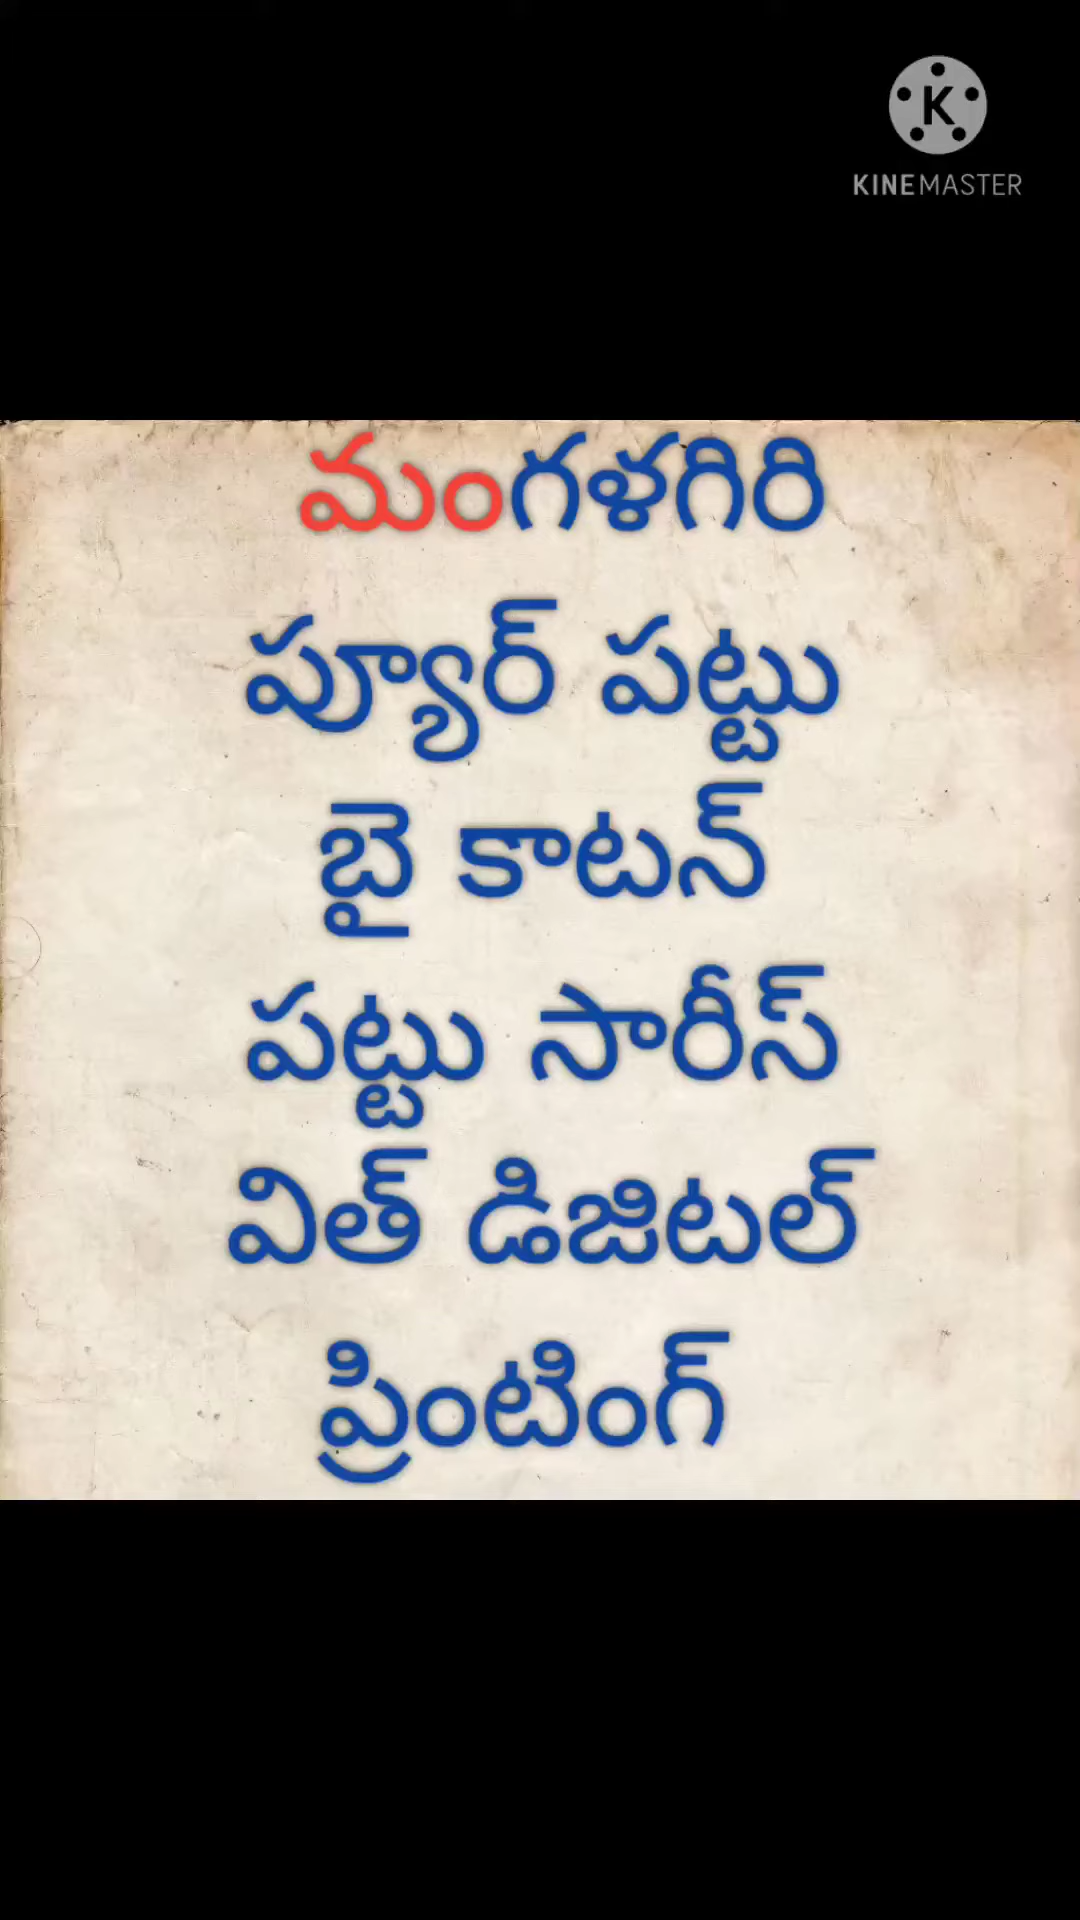 KINEMASTER
మంగళగిరి
ప్యూర్ పట్టు
బై కాటన్
పట్టు సారీస్
విత్ డిజిటల్
ప్రింటింగ్